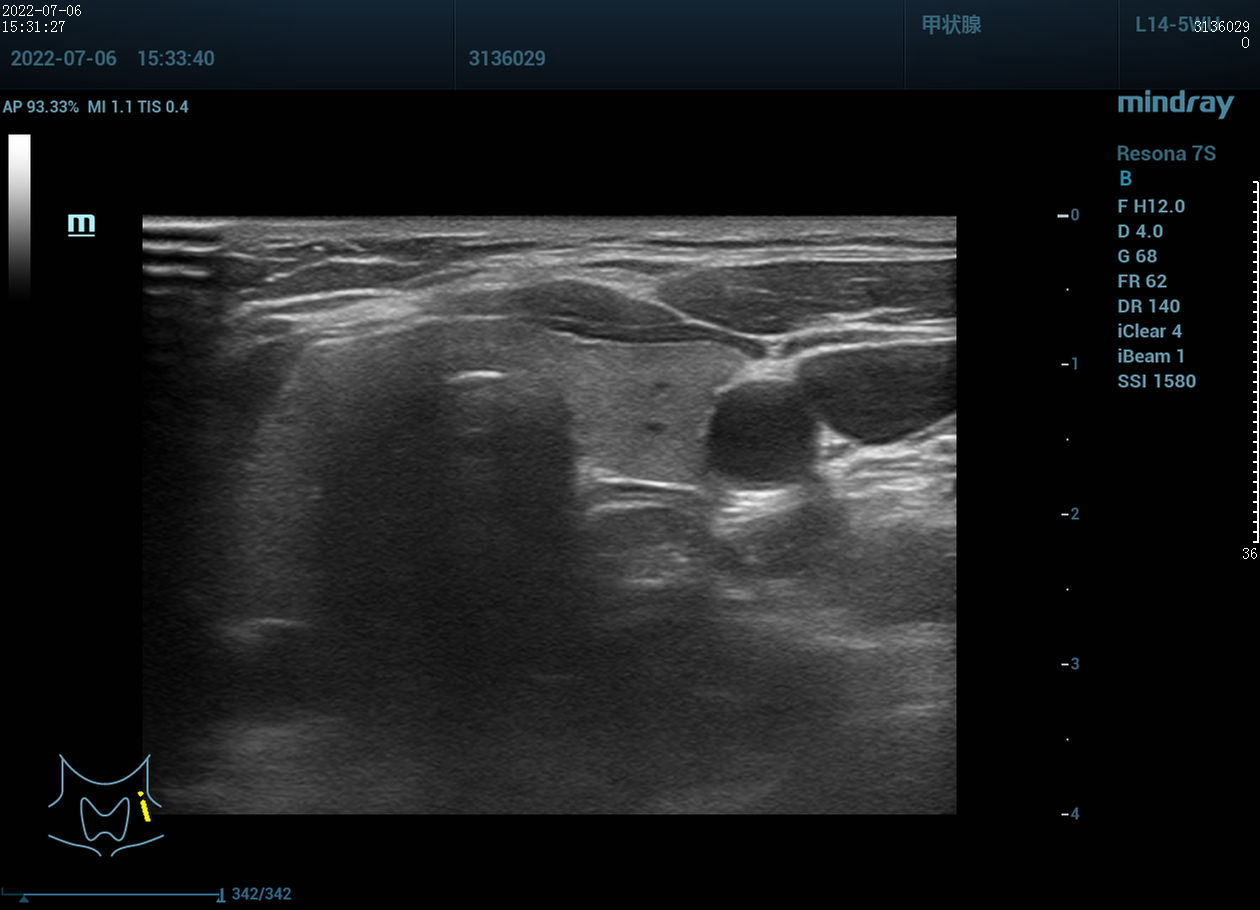 2022-07-06
15:31:27
3136029
0
2022-07-06 15:33:40
3136029
甲状腺
L14-5WU
AP 93.33% MI 1.1 TIS 0.4
mindray
Resona 7S
B
F H12.0
D 4.0
G 68
FR 62
DR 140
iClear 4
iBeam 1
SSI 1580
m
0
1
2
3
4
36
342/342